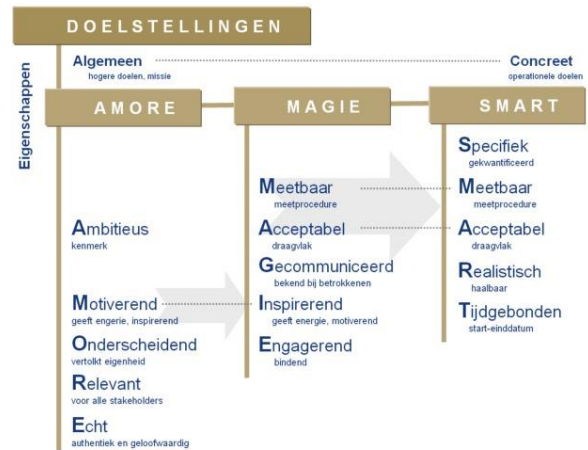 DOELSTELLINGEN
Eigenschappen
Algemeen
hogere doelen, missie
Concreet
operationele doelen
AMORE
MAGIE
SMART
Ambitieus
kenmerk
Motiverend
geeft engerie, inspirerend
Onderscheidend
vertolkt eigenheid
Relevant
voor alle stakeholders
Echt
authentiek en geloofwaardig
Meetbaar
meetprocedure
Acceptabel
draagvlak
Gecommuniceerd
bekend bij betrokkenen
Inspirerend
geeft energie, motiverend
Engagerend
bindend
Specifiek
gekwantificeerd
Meetbaar
meetprocedure
Acceptabel
draagvlak
Realistisch
haalbaar
Tijdgebonden
start-einddatum